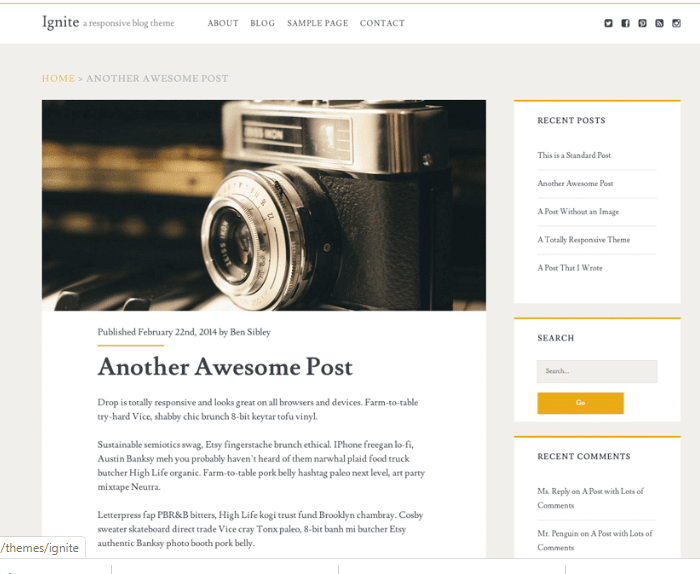 Ignite a responsive blog theme
ABOUT BLOG SAMPLE PAGE CONTACT
HOME > ANOTHER AWESOME POST
Published February 22nd, 2014 by Ben Sibley
Another Awesome Post
Drop is totally responsive and looks great on all browsers and devices. Farm-to-table
try-hard Vice, shabby chic brunch 8-bit keytar tofu vinyl.
Sustainable semiotics swag, Etsy fingerstache brunch ethical. IPhone freegan lo-fi,
Austin Banksy meh you probably haven't heard of them narwhal plaid food truck
butcher High Life organic. Farm-to-table pork belly hashtag paleo next level, art party
mixtape Neutra.
Letterpress fap PBR&B bitters, High Life kogi trust fund Brooklyn chambray. Cosby
sweater skateboard direct trade Vice cray Tonx paleo, 8-bit banh mi butcher Etsy
authentic Banksy photo booth pork belly.
RECENT POSTS
This is a Standard Post
Another Awesome Post
A Post Without an Image
A Totally Responsive Theme
A Post That I Wrote
SEARCH
Search...
Go
RECENT COMMENTS
Ms. Reply on A Post with Lots of
Comments
Mr. Penguin on A Post with Lots of
Comments
/themes/ignite